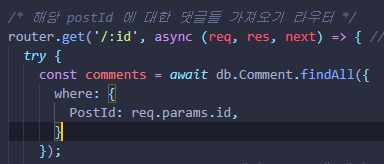 /* 해당 postId 에 대한 댓글들 가져오기 라우터 */
router.get('/:id', async (req, res, next) => { //
try {
const comments = await db.Comment.findAll({
where: {
PostId: req.params.id,
}
});